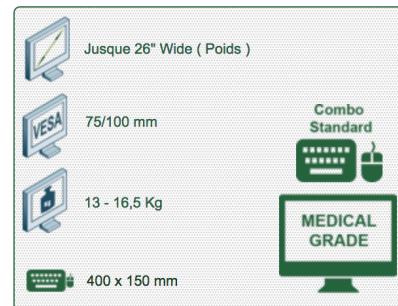 Jusque 26" Wide ( Poids )
VESA
75/100 mm
KG
13 - 16,5 Kg
400 x 150 mm
Combo
Standard
MEDICAL
GRADE